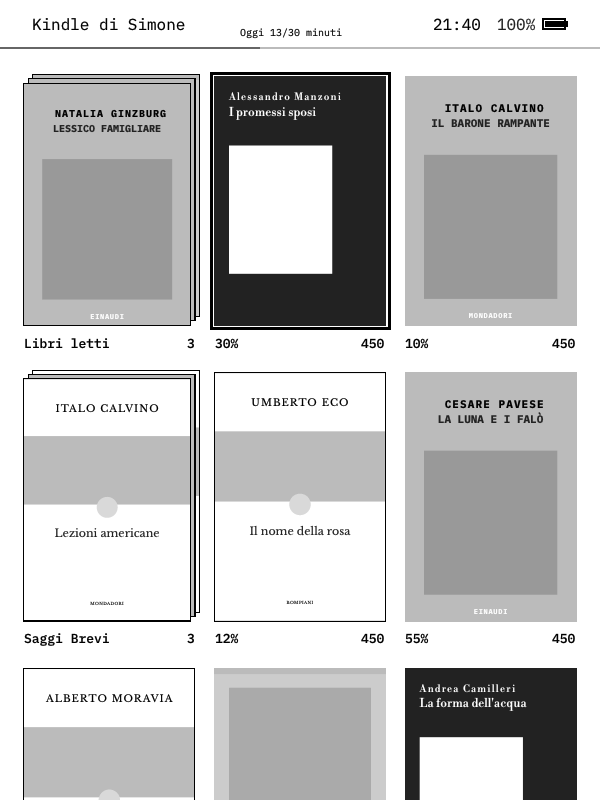 Kindle di Simone
Oggi 13/30 minuti
21:40 100%
NATALIA GINZBURG
LESSICO FAMIGLIARE
EINAUDI
Libri letti 3
Alessandro Manzoni
I promessi sposi
30% 450
ITALO CALVINO
IL BARONE RAMPANTE
MONDADORI
10% 450
ITALO CALVINO
Lezioni americane
MONDADORI
Saggi Brevi 3
UMBERTO ECO
Il nome della rosa
BOMPIANI
12% 450
CESARE PAVESE
LA LUNA E I FALÒ
EINAUDI
55% 450
ALBERTO MORAVIA
Andrea Camilleri
La forma dell'acqua